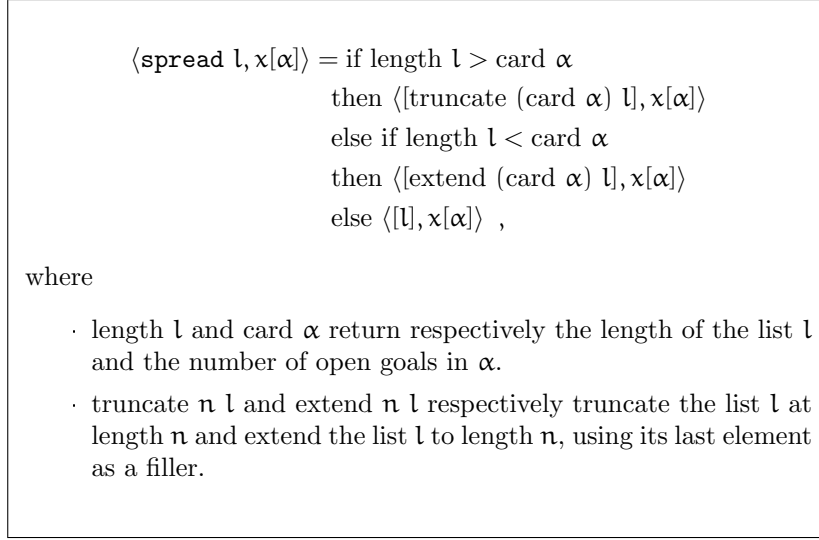 ⟨spread l, x[α]⟩ = if length l > card α
then ⟨[truncate (card α) l], x[α]⟩
else if length l < card α
then ⟨[extend (card α) l], x[α]⟩
else ⟨[l], x[α]⟩ ,
where
· length l and card α return respectively the length of the list l
and the number of open goals in α.
· truncate n l and extend n l respectively truncate the list l at
length n and extend the list l to length n, using its last element
as a filler.